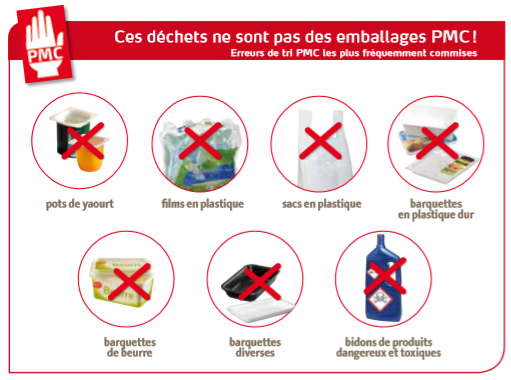 PMC
Ces déchets ne sont pas des emballages PMC!
Erreurs de tri PMC les plus fréquemment commises
pots de yaourt
films en plastique
sacs en plastique
barquettes
en plastique dur
barquettes
de beurre
barquettes
diverses
bidons de produits
dangereux et toxiques